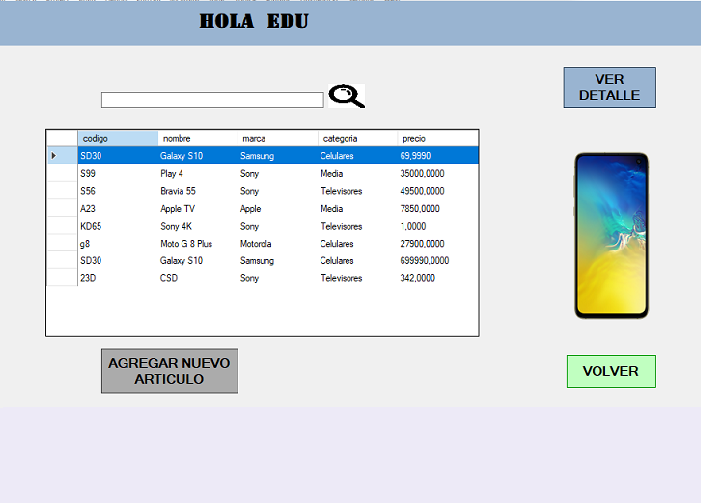 HOLA EDU
VER
DETALLE
codigo nombre marca categoria precio
SD30 Galaxy S10 Samsung Celulares 69,9990
S99 Play 4 Sony Media 35000,0000
S56 Bravia 55 Sony Televisores 49500,0000
A23 Apple TV Apple Media 7850,0000
KD65 Sony 4K Sony Televisores 1,0000
g8 Moto G 8 Plus Motorola Celulares 27900,0000
SD30 Galaxy S10 Samsung Celulares 699990,0000
23D CSD Sony Televisores 342,0000
AGREGAR NUEVO
ARTICULO
VOLVER